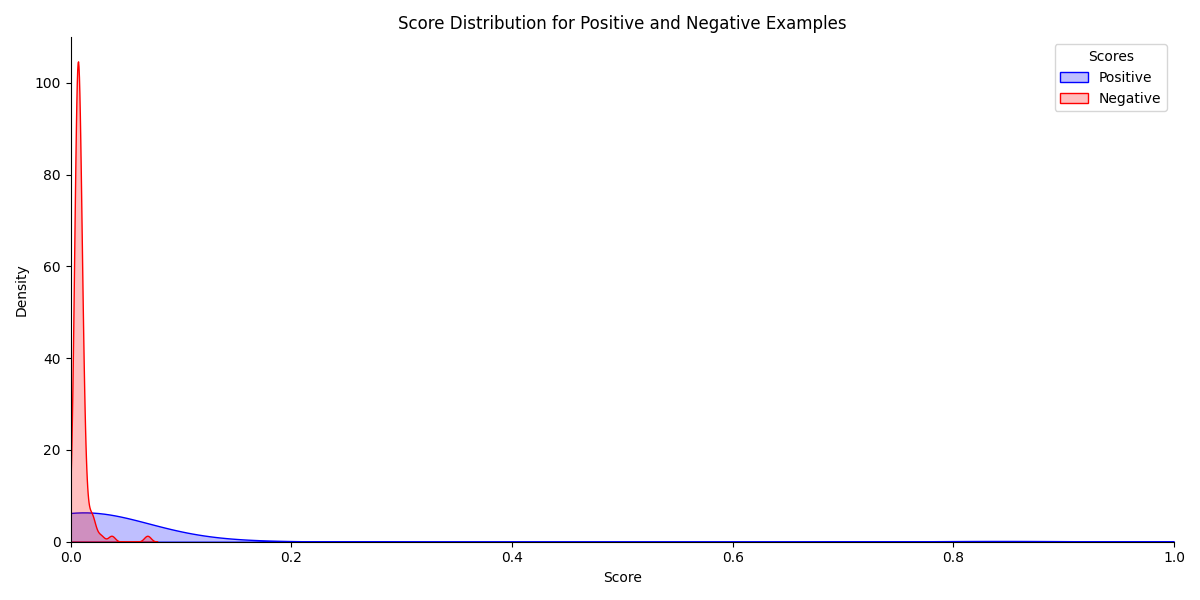 Score Distribution for Positive and Negative Examples
Scores
Positive
Negative
Density
100
80
60
40
20
0
0.0 0.2 0.4 0.6 0.8 1.0
Score